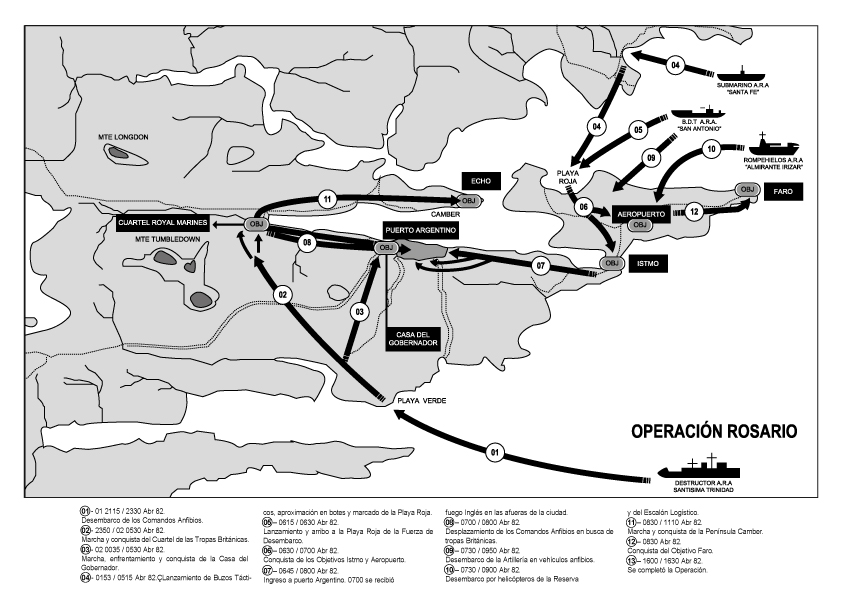 04
SUBMARINO A.R.A
"SANTA FE"
04
05
B.D.T A.R.A.
"SAN ANTONIO"
MTE LONGDON
09
10
ROMPEHIELOS A.R.A
"ALMIRANTE IRIZAR"
PLAYA
ROJA
ECHO
OBJ
FARO
11
OBJ
06
AEROPUERTO
12
CAMBER
CUARTEL ROYAL MARINES
OBJ
PUERTO ARGENTINO
OBJ
MTE TUMBLEDOWN
08
OBJ
07
OBJ
ISTMO
02
03
CASA DEL
GOBERNADOR
PLAYA VERDE
OPERACIÓN ROSARIO
01
DESTRUCTOR A.R.A
SANTISIMA TRINIDAD
01- 01 2115 / 2330 Abr 82.
Desembarco de los Comandos Anfibios.
02- 2350 / 02 0530 Abr 82.
Marcha y conquista del Cuartel de las Tropas Británicas.
03- 02 0035 / 0530 Abr 82.
Marcha, enfrentamiento y conquista de la Casa del
Gobernador.
04- 0153 / 0515 Abr 82.ÇLanzamiento de Buzos Tácti-
cos, aproximación en botes y marcado de la Playa Roja.
05– 0615 / 0630 Abr 82.
Lanzamiento y arribo a la Playa Roja de la Fuerza de
Desembarco.
06– 0630 / 0700 Abr 82.
Conquista de los Objetivos Istmo y Aeropuerto.
07– 0645 / 0800 Abr 82.
Ingreso a puerto Argentino. 0700 se recibió
fuego Inglés en las afueras de la ciudad.
08– 0700 / 0800 Abr 82.
Desplazamiento de los Comandos Anfibios en busca de
tropas Británicas.
09– 0730 / 0950 Abr 82.
Desembarco de la Artillería en vehículos anfibios.
10– 0730 / 0900 Abr 82.
Desembarco por helicópteros de la Reserva
y del Escalón Logístico.
11– 0830 / 1110 Abr 82.
Marcha y conquista de la Península Camber.
12– 0830 Abr 82.
Conquista del Objetivo Faro.
13– 1600 / 1630 Abr 82.
Se completó la Operación.